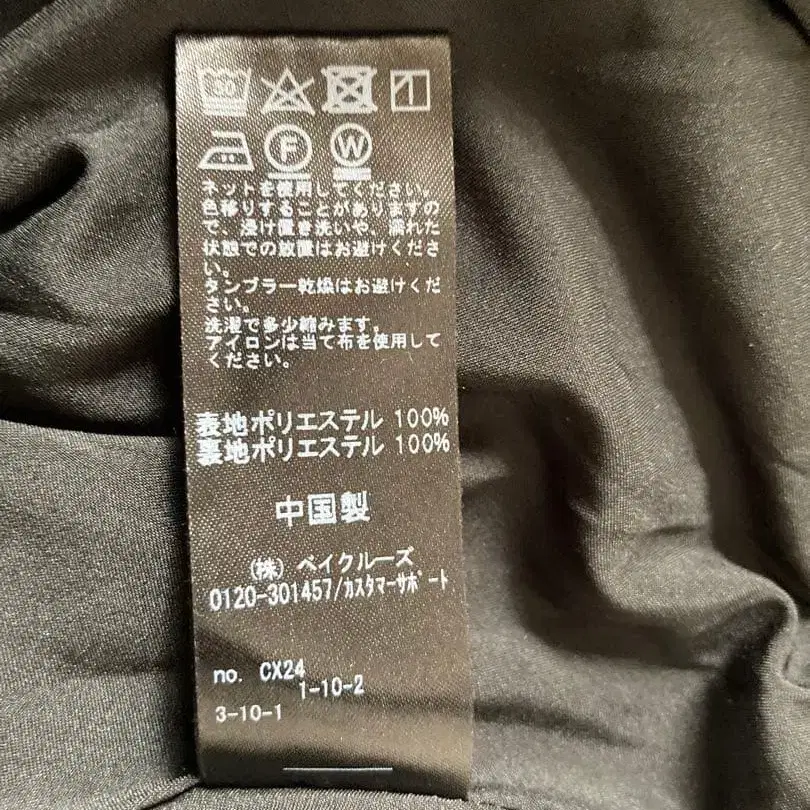 30
F W
ネットを使用してください。
色移りすることがありますの
で、浸け置き洗いや、濡れた
状態での放置はお避けくださ
い。
タンブラー乾燥はお避けくだ
さい。
洗濯で多少縮みます。
アイロンは当て布を使用して
ください。
表地ポリエステル 100%
裏地ポリエステル 100%
中国製
(株) ベイクルーズ
0120-301457/カスタマーサポート
no. CX24
1-10-2
3-10-1